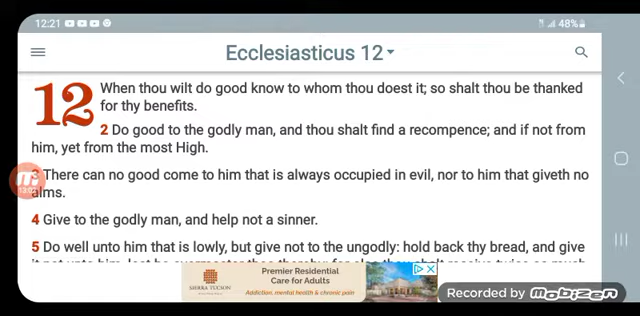 12:21
48%
Ecclesiasticus 12
12 When thou wilt do good know to whom thou doest it; so shalt thou be thanked
for thy benefits.
2 Do good to the godly man, and thou shalt find a recompence; and if not from
him, yet from the most High.
3 There can no good come to him that is always occupied in evil, nor to him that giveth no
alms.
4 Give to the godly man, and help not a sinner.
5 Do well unto him that is lowly, but give not to the ungodly: hold back thy bread, and give
Premier Residential
Care for Adults
SIERRA TUCSON
Addiction, mental health & chronic pain
Recorded by mobizen